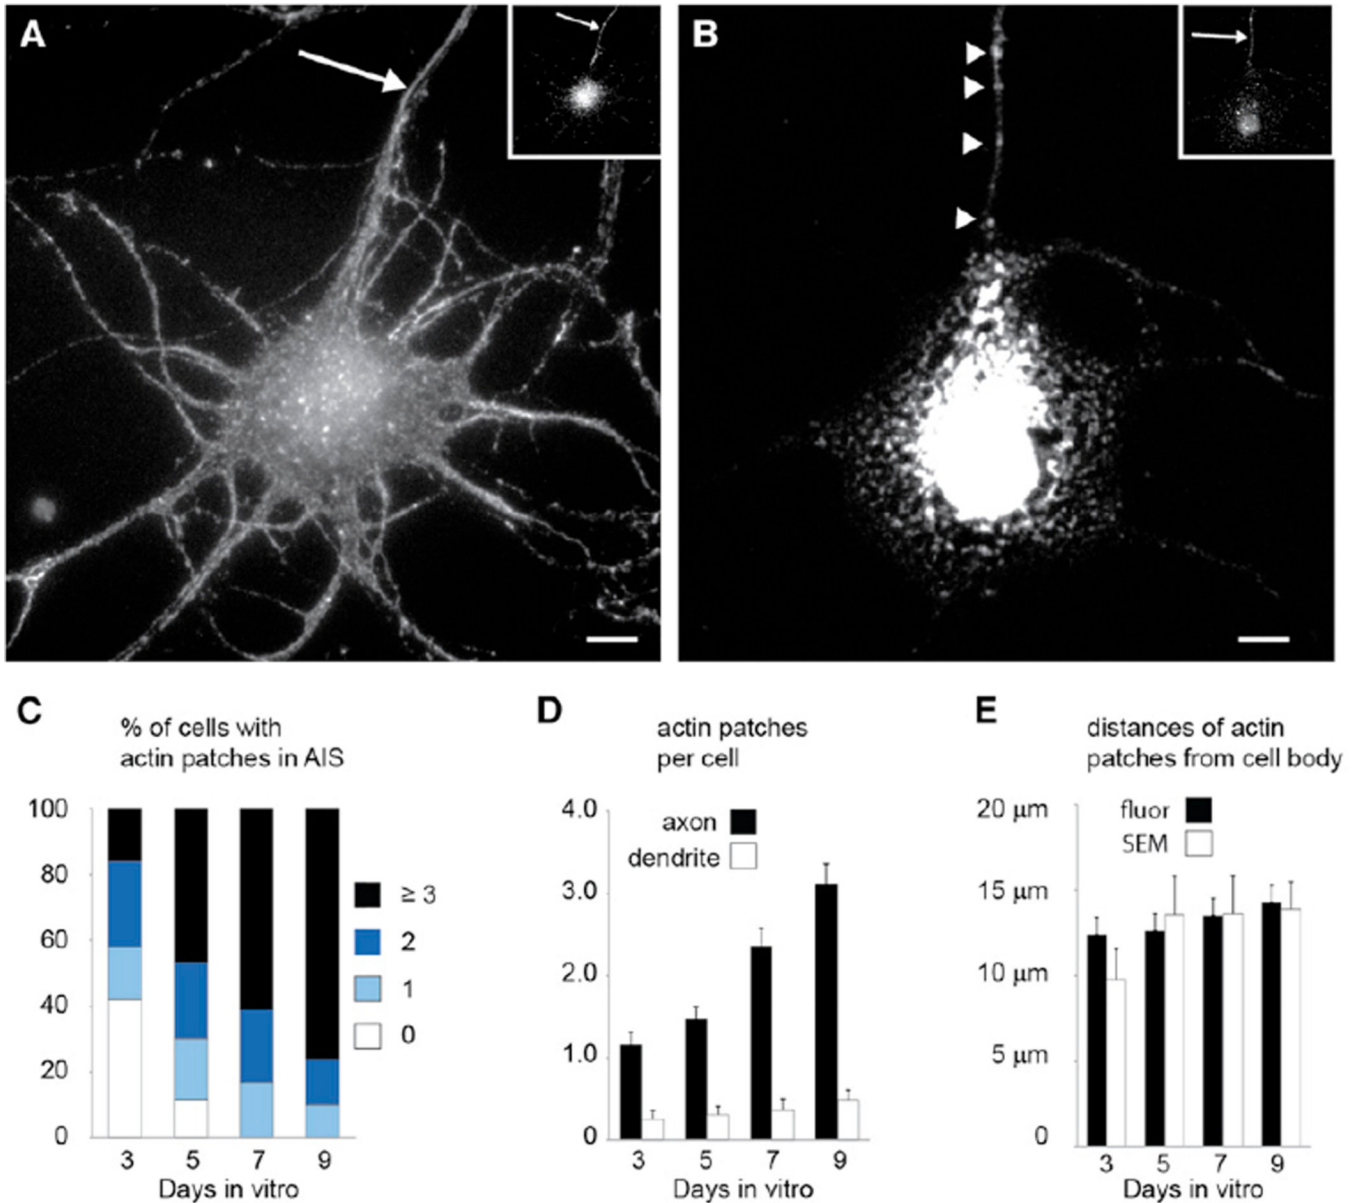 A
B
C
% of cells with
actin patches in AIS
100
80
60
40
20
0
≥ 3
2
1
0
3 5 7 9
Days in vitro
D
actin patches
per cell
4.0
3.0
2.0
1.0
0
axon
dendrite
3 5 7 9
Days in vitro
E
distances of actin
patches from cell body
20 μm
15 μm
10 μm
5 μm
0
fluor
SEM
3 5 7 9
Days in vitro